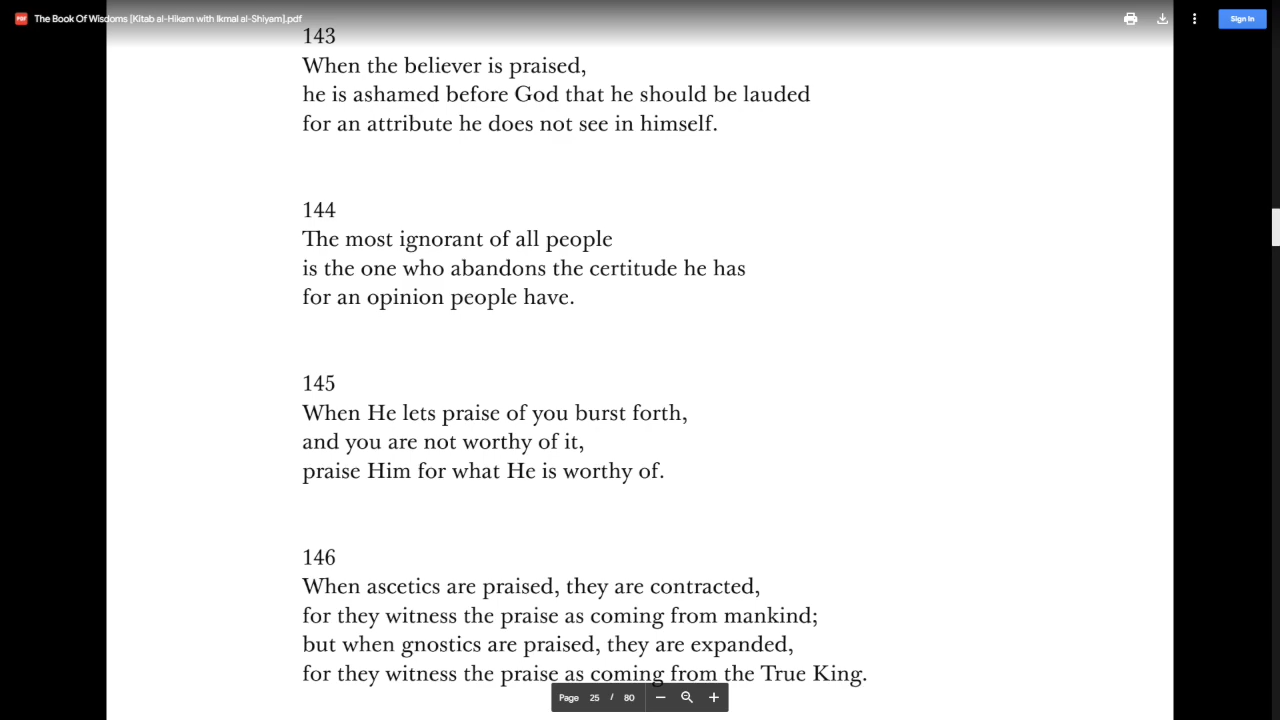 The Book Of Wisdoms [Kitab al-Hikam with Ikmal al-Shiyam].pdf
Sign in
143
When the believer is praised,
he is ashamed before God that he should be lauded
for an attribute he does not see in himself.
144
The most ignorant of all people
is the one who abandons the certitude he has
for an opinion people have.
145
When He lets praise of you burst forth,
and you are not worthy of it,
praise Him for what He is worthy of.
146
When ascetics are praised, they are contracted,
for they witness the praise as coming from mankind;
but when gnostics are praised, they are expanded,
for they witness the praise as coming from the True King.
Page 25 / 80